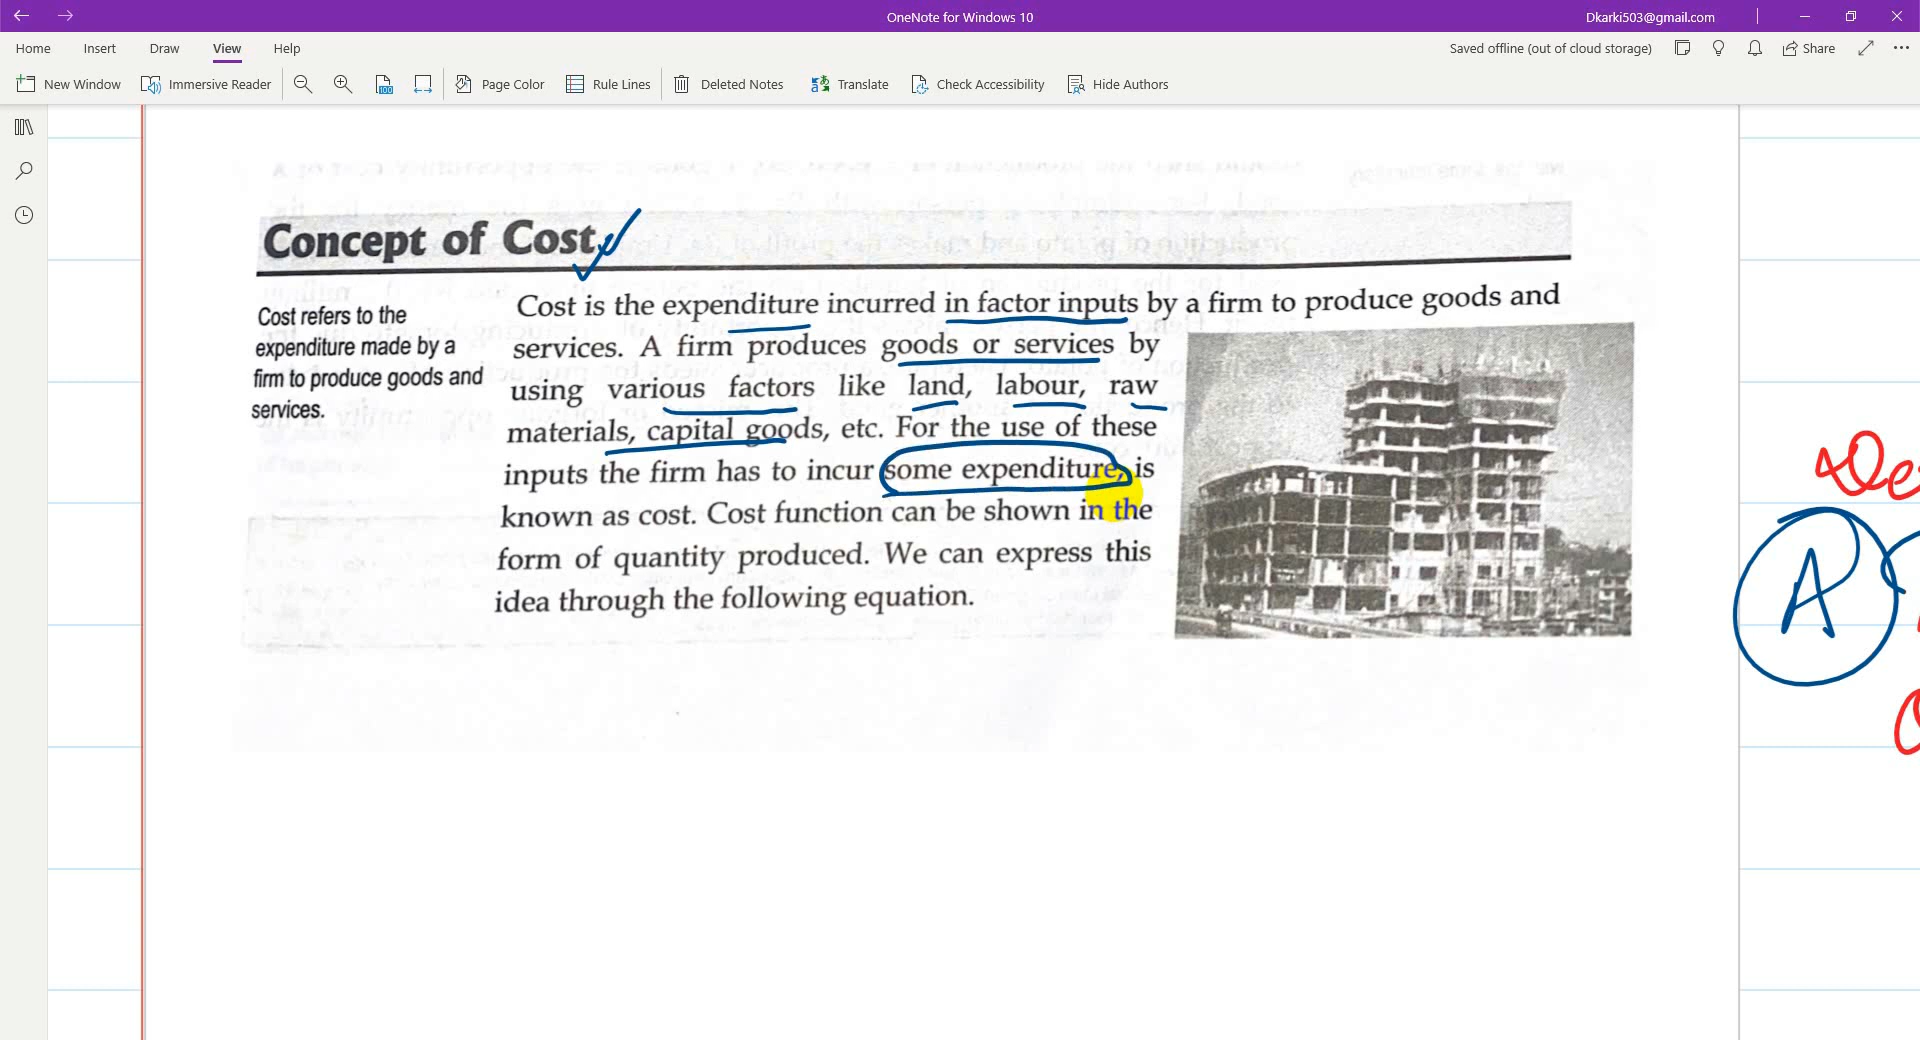 OneNote for Windows 10
Dkarki503@gmail.com
Home Insert Draw View Help
Saved offline (out of cloud storage)
Share
New Window Immersive Reader Page Color Rule Lines Deleted Notes Translate Check Accessibility Hide Authors
Concept of Cost
Cost refers to the
expenditure made by a
firm to produce goods and
services.
Cost is the expenditure incurred in factor inputs by a firm to produce goods and
services. A firm produces goods or services by
using various factors like land, labour, raw
materials, capital goods, etc. For the use of these
inputs the firm has to incur some expenditure, is
known as cost. Cost function can be shown in the
form of quantity produced. We can express this
idea through the following equation.
A